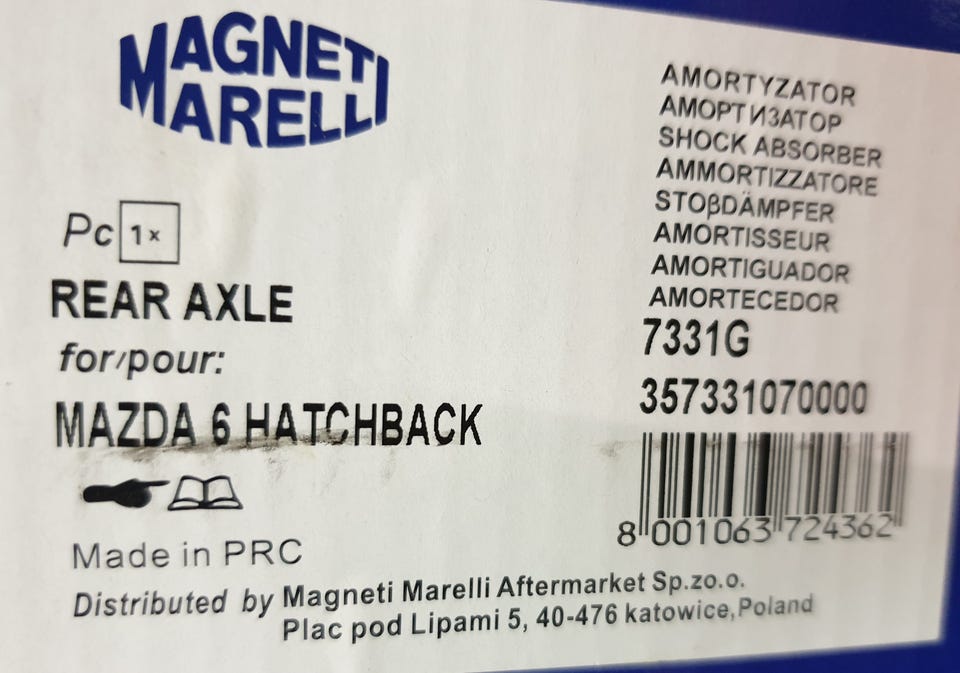 MAGNETI
MARELLI
Pc 1x
REAR AXLE
for/pour:
MAZDA 6 HATCHBACK
Made in PRC
Distributed by Magneti Marelli Aftermarket Sp.zo.o.
Plac pod Lipami 5, 40-476 katowice,Poland
AMORTYZATOR
АМОРТИЗАТОР
SHOCK ABSORBER
AMMORTIZZATORE
STOβDÄMPFER
AMORTISSEUR
AMORTIGUADOR
AMORTECEDOR
7331G
357331070000
8 001063 724362